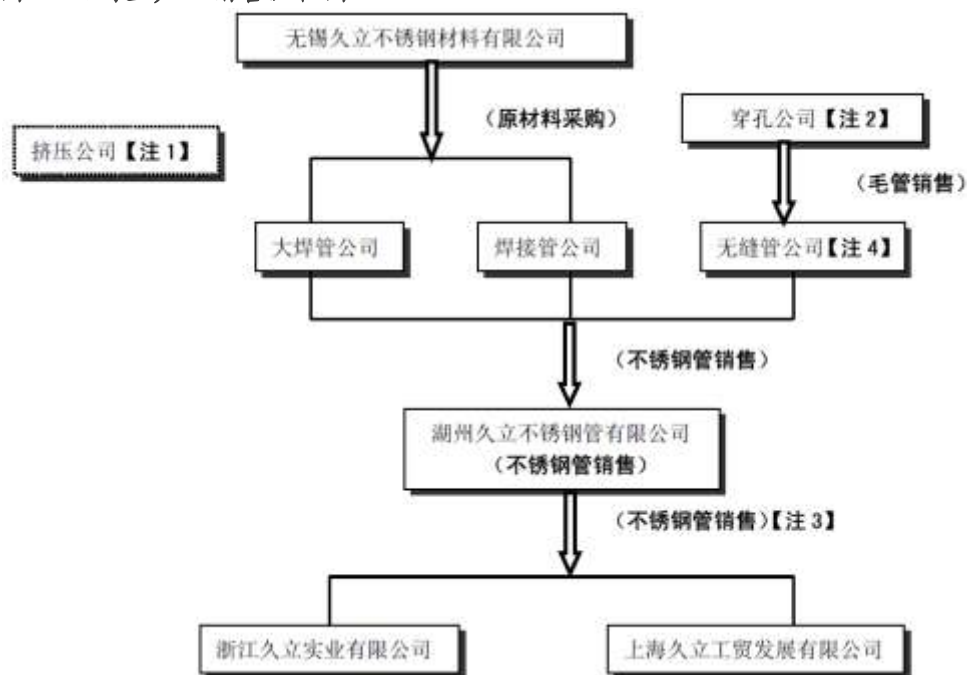 无锡久立不锈钢材料有限公司
（原材料采购）
穿孔公司【注 2】
挤压公司【注 1】
（毛管销售）
大焊管公司
焊接管公司
无缝管公司【注 4】
（不锈钢管销售）
湖州久立不锈钢管有限公司
（不锈钢管销售）
（不锈钢管销售）【注 3】
浙江久立实业有限公司
上海久立工贸发展有限公司